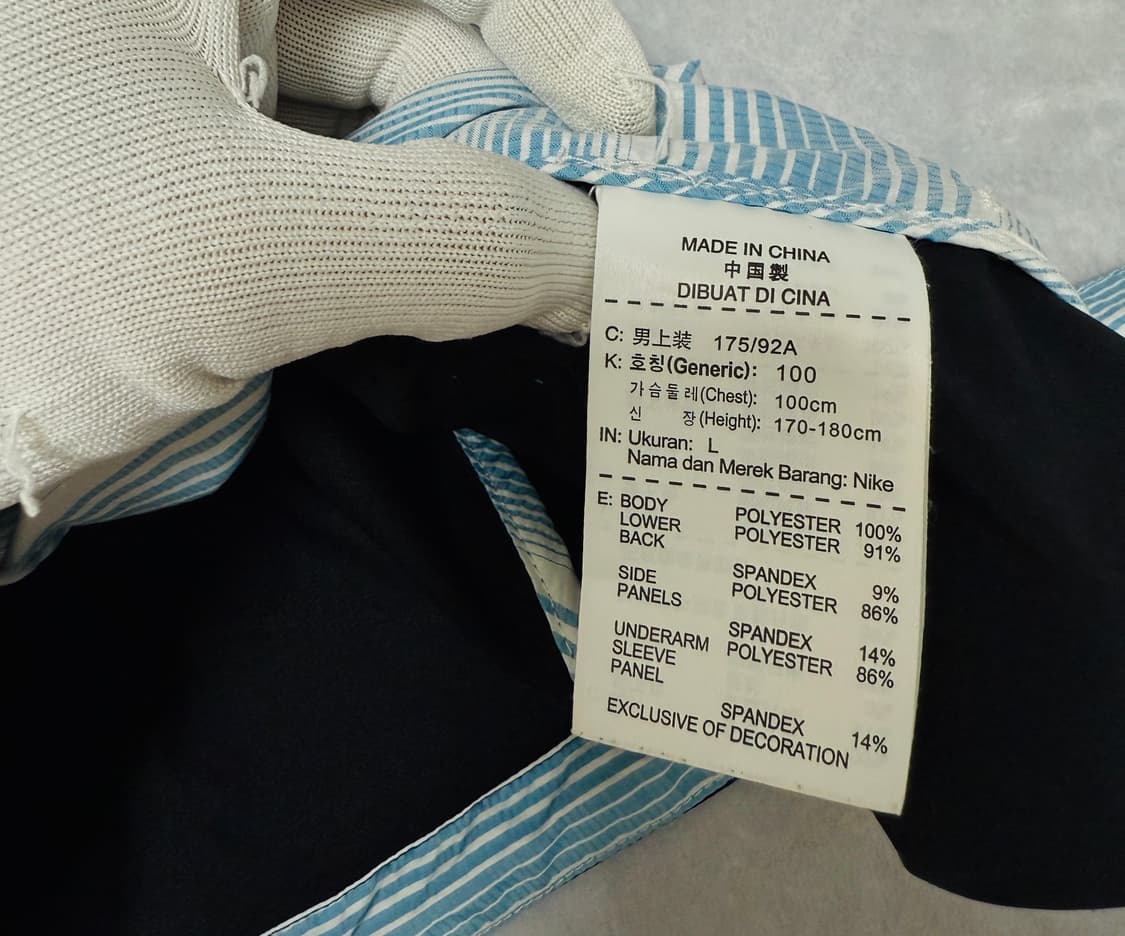 MADE IN CHINA
中国製
DIBUAT DI CINA
C: 男上装 175/92A
K: 호칭(Generic): 100
가슴둘레(Chest): 100cm
신 장(Height): 170-180cm
IN: Ukuran: L
Nama dan Merek Barang: Nike
E: BODY POLYESTER 100%
LOWER POLYESTER 91%
BACK
SPANDEX 9%
SIDE POLYESTER 86%
PANELS
SPANDEX 14%
UNDERARM POLYESTER 86%
SLEEVE
PANEL
SPANDEX 14%
EXCLUSIVE OF DECORATION